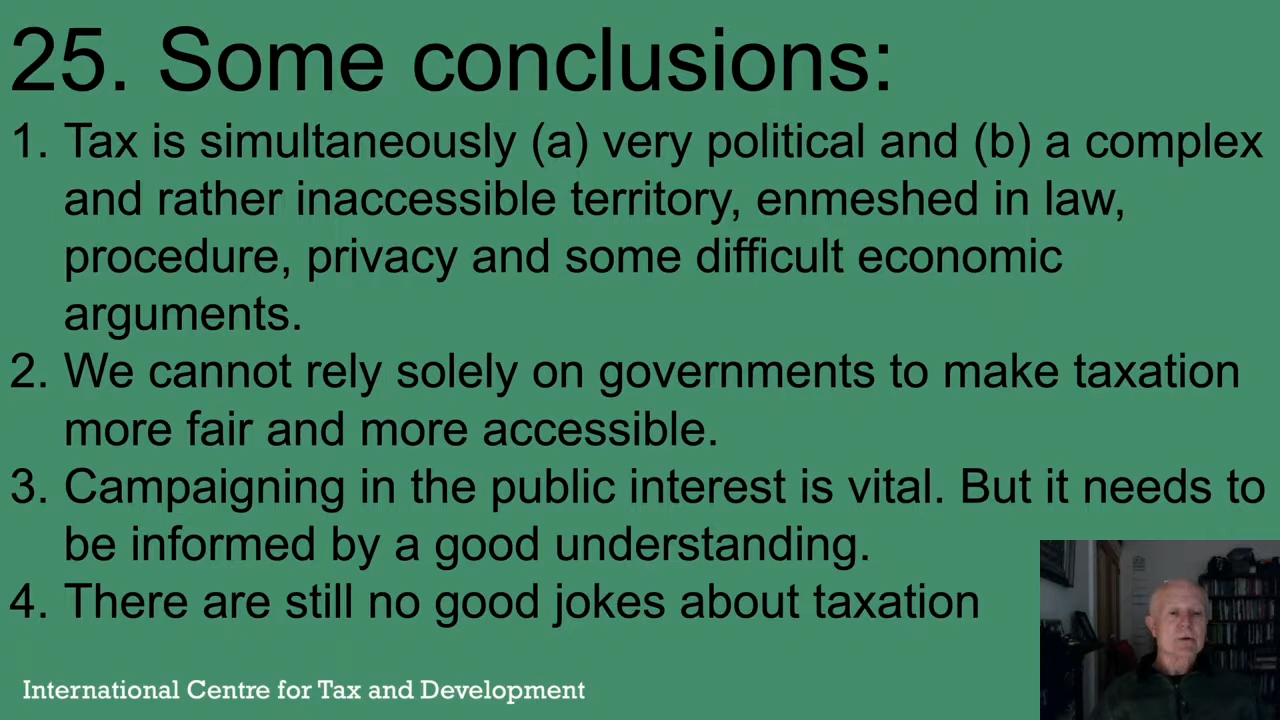 25. Some conclusions:
1. Tax is simultaneously (a) very political and (b) a complex
and rather inaccessible territory, enmeshed in law,
procedure, privacy and some difficult economic
arguments.
2. We cannot rely solely on governments to make taxation
more fair and more accessible.
3. Campaigning in the public interest is vital. But it needs to
be informed by a good understanding.
4. There are still no good jokes about taxation
International Centre for Tax and Development